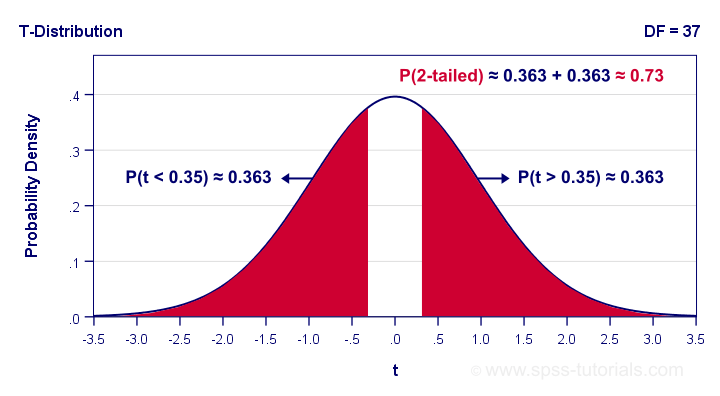 T-Distribution
DF = 37
P(2-tailed) ≈ 0.363 + 0.363 ≈ 0.73
P(t < 0.35) ≈ 0.363
P(t > 0.35) ≈ 0.363
Probability Density
.4
.3
.2
.1
.0
-3.5 -3.0 -2.5 -2.0 -1.5 -1.0 -.5 .0 .5 1.0 1.5 2.0 2.5 3.0 3.5
t
© www.spss-tutorials.com